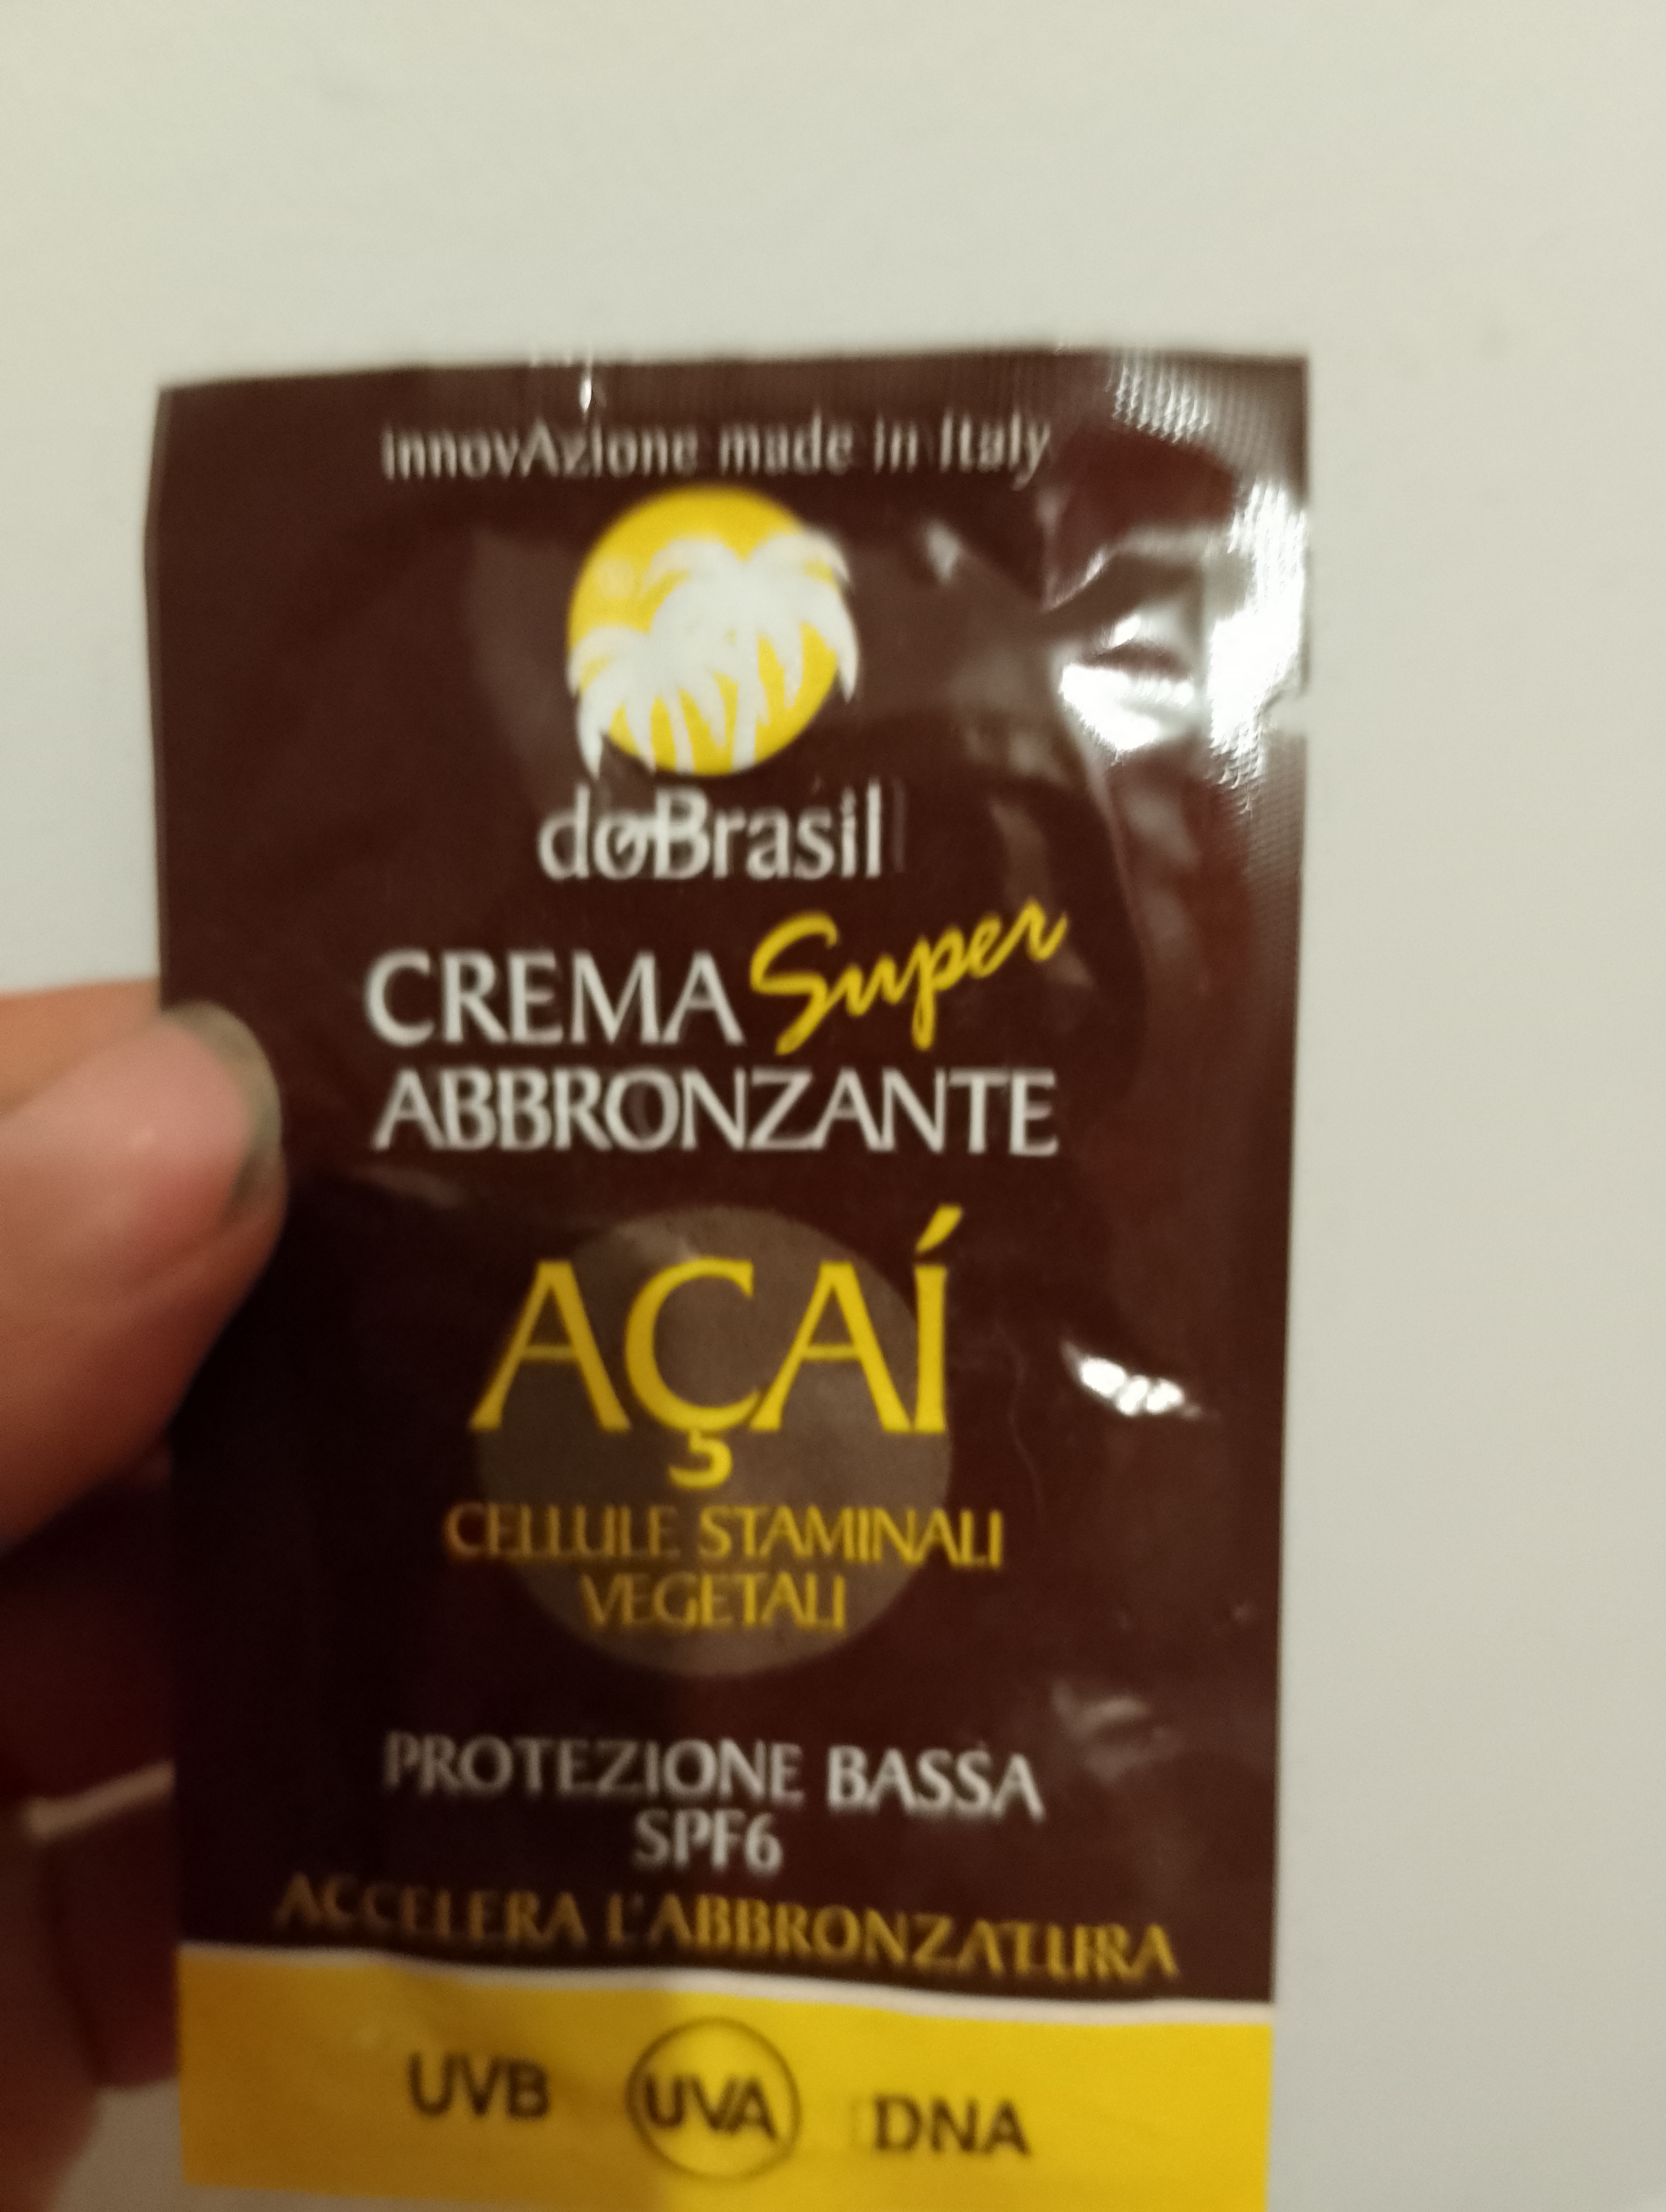 innovAzione made in Italy
doBrasil
CREMA Super
ABBRONZANTE
AÇAÍ
CELLULE STAMINALI
VEGETALI
PROTEZIONE BASSA
SPF6
ACCELERA L'ABBRONZATURA
UVB UVA DNA